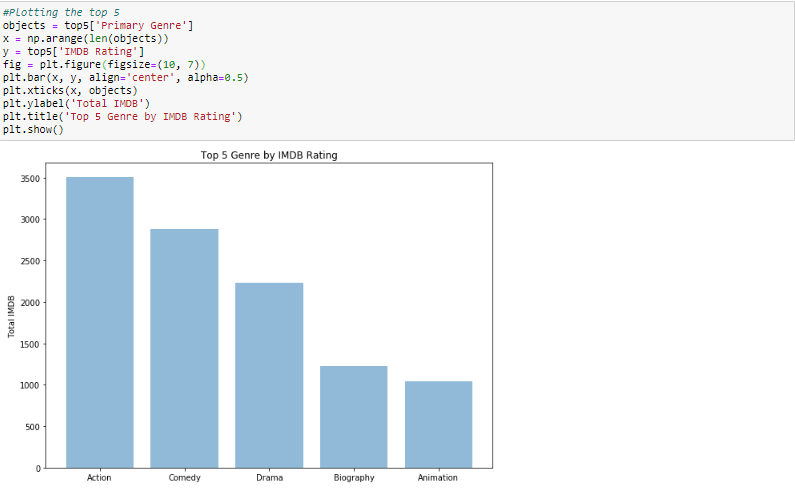 #Plotting the top 5
objects = top5['Primary Genre']
x = np.arange(len(objects))
y = top5['IMDB Rating']
fig = plt.figure(figsize=(10, 7))
plt.bar(x, y, align='center', alpha=0.5)
plt.xticks(x, objects)
plt.ylabel('Total IMDB')
plt.title('Top 5 Genre by IMDB Rating')
plt.show()
Top 5 Genre by IMDB Rating
3500
3000
2500
2000
1500
1000
500
0
Total IMDB
Action Comedy Drama Biography Animation